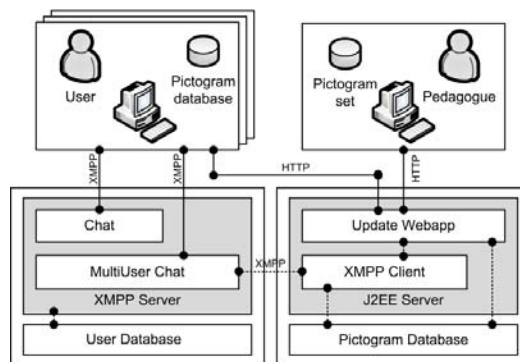 User
Pictogram
database
Pictogram
set
Pedagogue
XMPP
XMPP
HTTP
HTTP
Chat
MultiUser Chat
XMPP Server
User Database
XMPP
Update Webapp
XMPP Client
J2EE Server
Pictogram Database